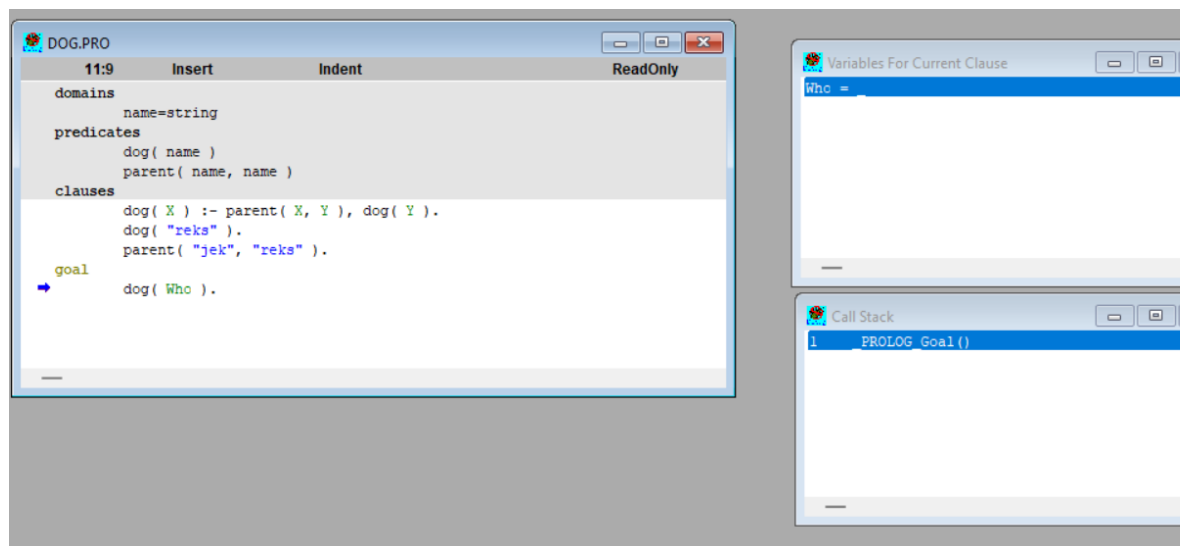 DOG.PRO
11:9 Insert Indent ReadOnly
domains
name=string
predicates
dog( name )
parent( name, name )
clauses
dog( X ) :- parent( X, Y ), dog( Y ).
dog( "reks" ).
parent( "jek", "reks" ).
goal
dog( Who ).
Variables For Current Clause
Who = _
Call Stack
1 _PROLOG_Goal()